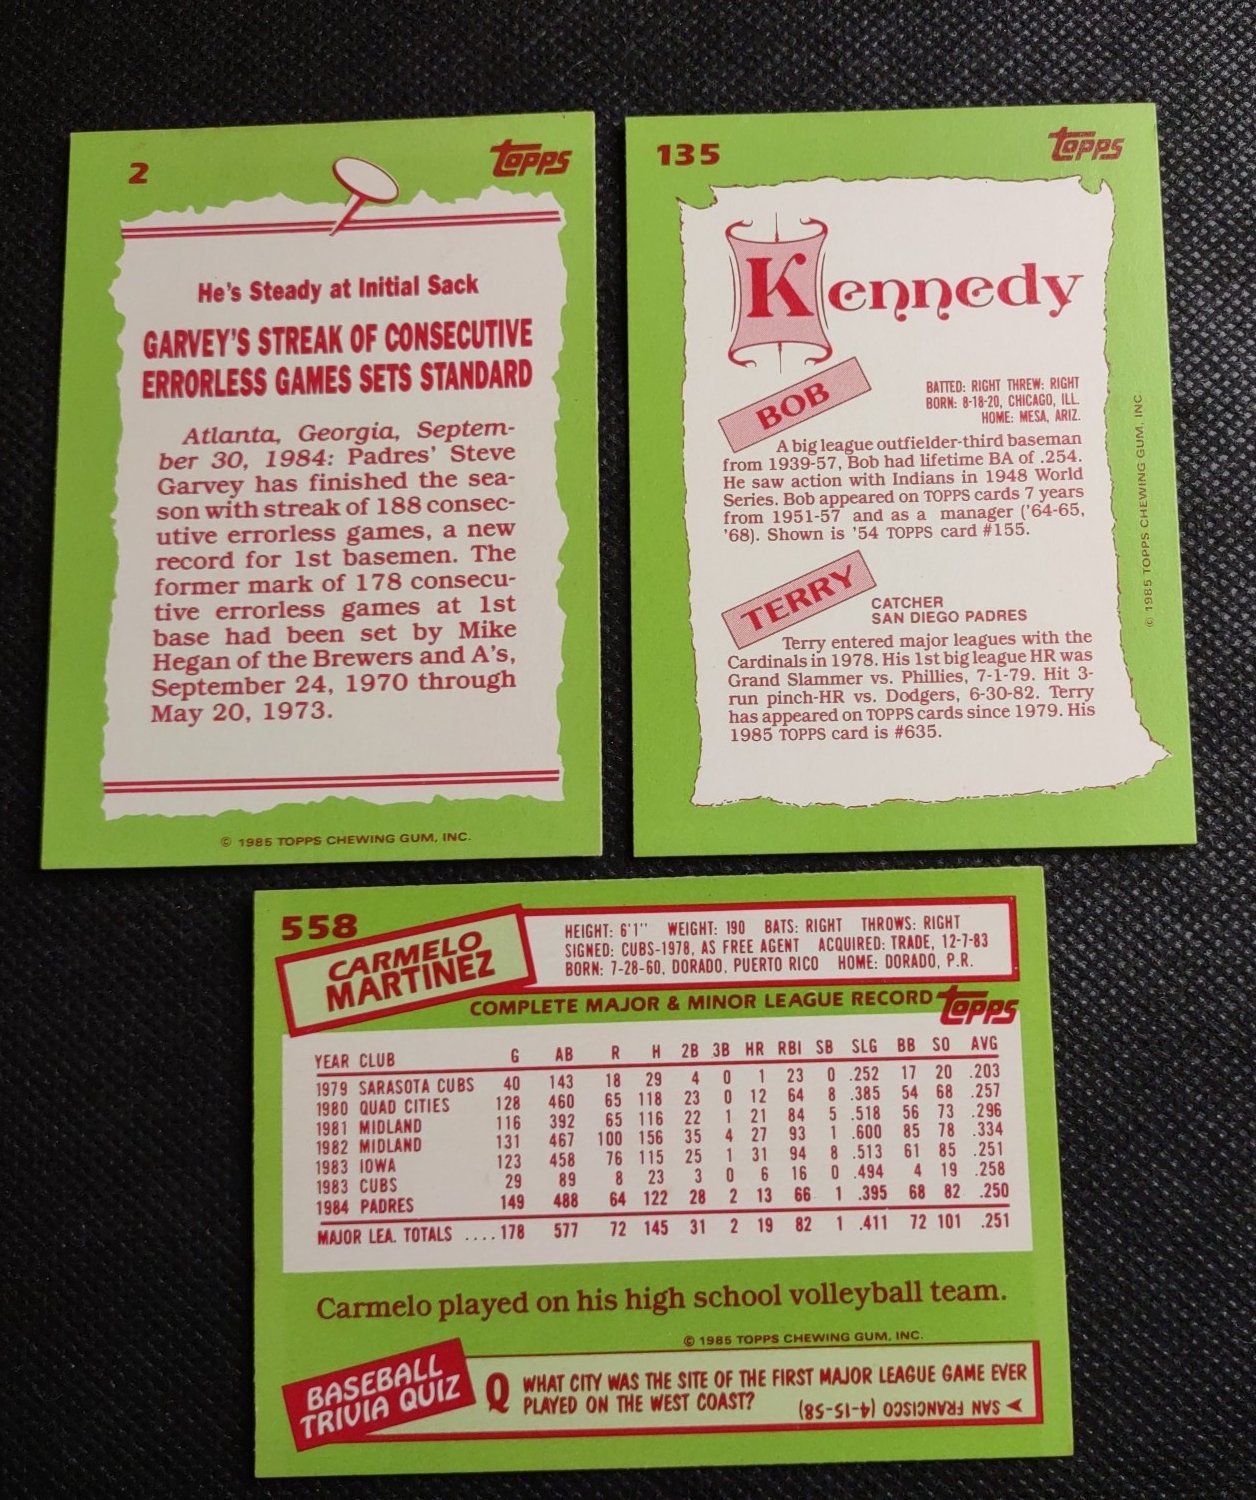 2
topps
He's Steady at Initial Sack
GARVEY'S STREAK OF CONSECUTIVE
ERRORLESS GAMES SETS STANDARD
Atlanta, Georgia, Septem-
ber 30, 1984: Padres' Steve
Garvey has finished the sea-
son with streak of 188 consec-
utive errorless games, a new
record for 1st basemen. The
former mark of 178 consecu-
tive errorless games at 1st
base had been set by Mike
Hegan of the Brewers and A's,
September 24, 1970 through
May 20, 1973.
© 1985 TOPPS CHEWING GUM, INC.
135
topps
Kennedy
BOB
BATTED: RIGHT THREW: RIGHT
BORN: 8-18-20, CHICAGO, ILL.
HOME: MESA, ARIZ.
A big league outfielder-third baseman
from 1939-57, Bob had lifetime BA of .254.
He saw action with Indians in 1948 World
Series. Bob appeared on TOPPS cards 7 years
from 1951-57 and as a manager ('64-65,
'68). Shown is '54 TOPPS card #155.
TERRY
CATCHER
SAN DIEGO PADRES
Terry entered major leagues with the
Cardinals in 1978. His 1st big league HR was
Grand Slammer vs. Phillies, 7-1-79. Hit 3-
run pinch-HR vs. Dodgers, 6-30-82. Terry
has appeared on TOPPS cards since 1979. His
1985 TOPPS card is #635.
© 1985 TOPPS CHEWING GUM, INC.
558
CARMELO
MARTINEZ
HEIGHT: 6'1" WEIGHT: 190 BATS: RIGHT THROWS: RIGHT
SIGNED: CUBS-1978, AS FREE AGENT ACQUIRED: TRADE, 12-7-83
BORN: 7-28-60, DORADO, PUERTO RICO HOME: DORADO, P.R.
COMPLETE MAJOR & MINOR LEAGUE RECORD
topps
YEAR CLUB G AB R H 2B 3B HR RBI SB SLG BB SO AVG
1979 SARASOTA CUBS 40 143 18 29 4 0 1 23 0 .252 17 20 .203
1980 QUAD CITIES 128 460 65 118 23 0 12 64 8 .385 54 68 .257
1981 MIDLAND 116 392 65 116 22 1 21 84 5 .518 56 73 .296
1982 MIDLAND 131 467 100 156 35 4 27 93 1 .600 85 78 .334
1983 IOWA 123 458 76 115 25 1 31 94 8 .513 61 85 .251
1983 CUBS 29 89 8 23 3 0 6 16 0 .494 4 19 .258
1984 PADRES 149 488 64 122 28 2 13 66 1 .395 68 82 .250
MAJOR LEA. TOTALS ....178 577 72 145 31 2 19 82 1 .411 72 101 .251
Carmelo played on his high school volleyball team.
© 1985 TOPPS CHEWING GUM, INC.
BASEBALL
TRIVIA QUIZ
Q WHAT CITY WAS THE SITE OF THE FIRST MAJOR LEAGUE GAME EVER
PLAYED ON THE WEST COAST?
SAN FRANCISCO (4-15-58)